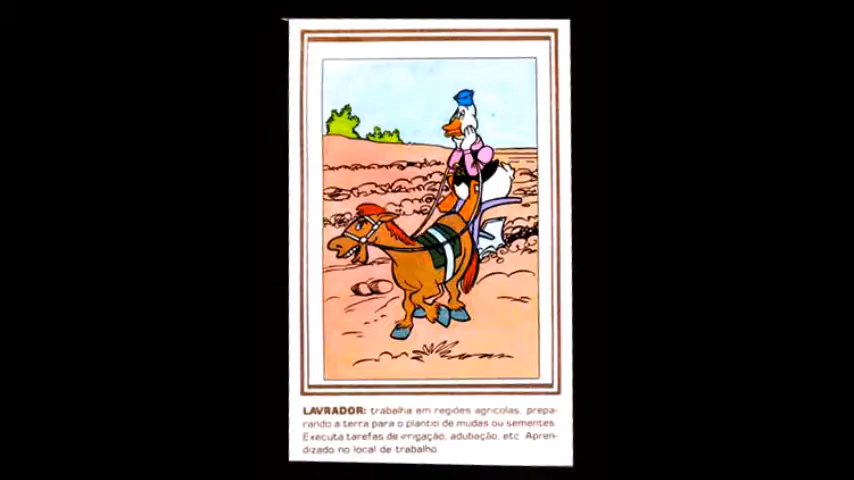 LAVRADOR: trabalha em regiões agrícolas, prepa-
rando a terra para o plantio de mudas ou sementes.
Executa tarefas de irrigação, adubação, etc. Apren-
dizado no local de trabalho.